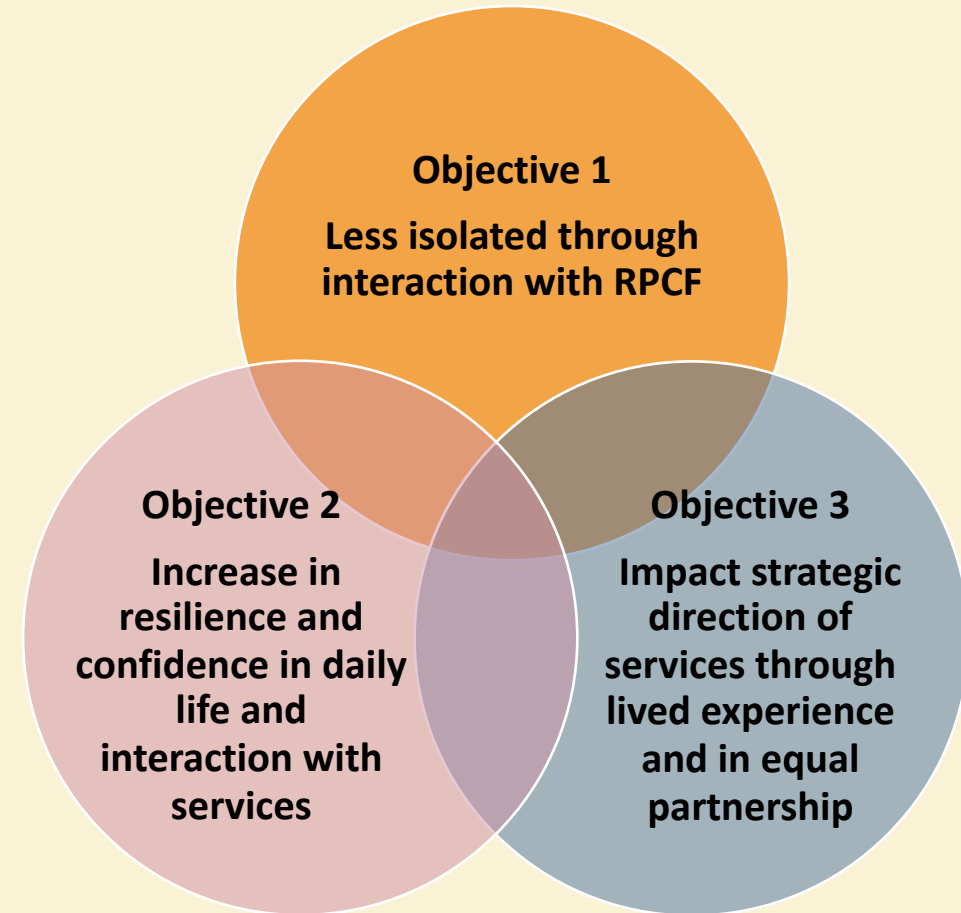 Objective 1
Less isolated through
interaction with RPCF
Objective 2
Increase in
resilience and
confidence in daily
life and
interaction with
services
Objective 3
Impact strategic
direction of
services through
lived experience
and in equal
partnership